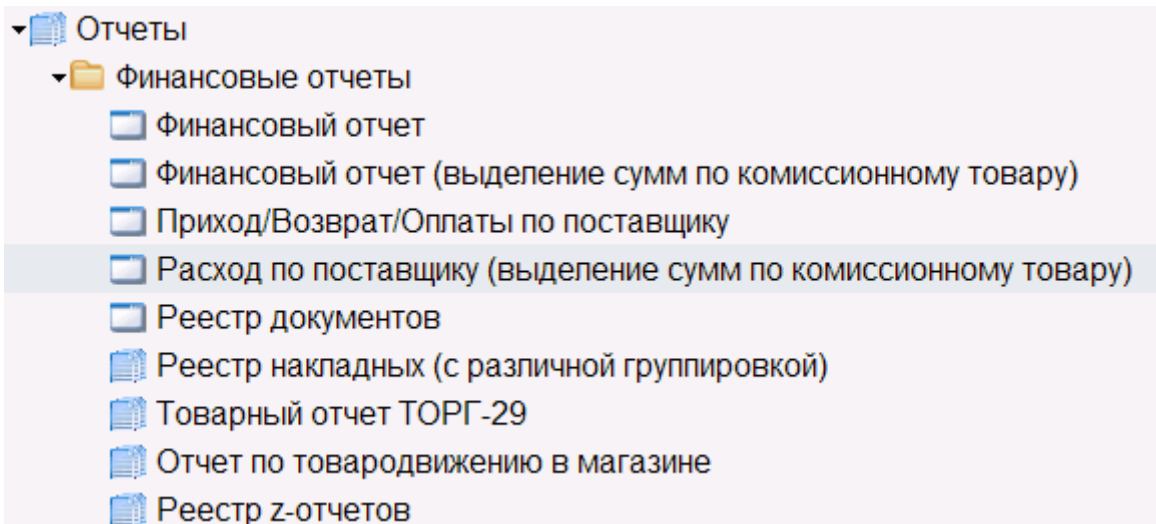 Отчеты
Финансовые отчеты
Финансовый отчет
Финансовый отчет (выделение сумм по комиссионному товару)
Приход/Возврат/Оплаты по поставщику
Расход по поставщику (выделение сумм по комиссионному товару)
Реестр документов
Реестр накладных (с различной группировкой)
Товарный отчет ТОРГ-29
Отчет по товародвижению в магазине
Реестр z-отчетов